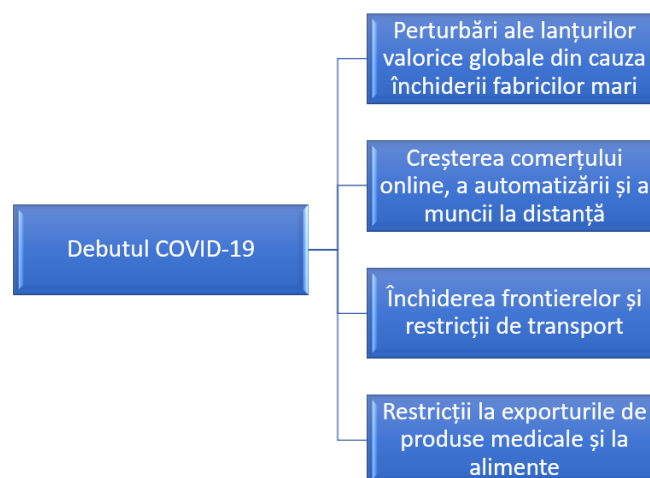 Perturbări ale lanțurilor
valorice globale din cauza
închiderii fabricilor mari
Creșterea comerțului
online, a automatizării și a
muncii la distanță
Debutul COVID-19
Închiderea frontierelor și
restricții de transport
Restricții la exporturile de
produse medicale și la
alimente